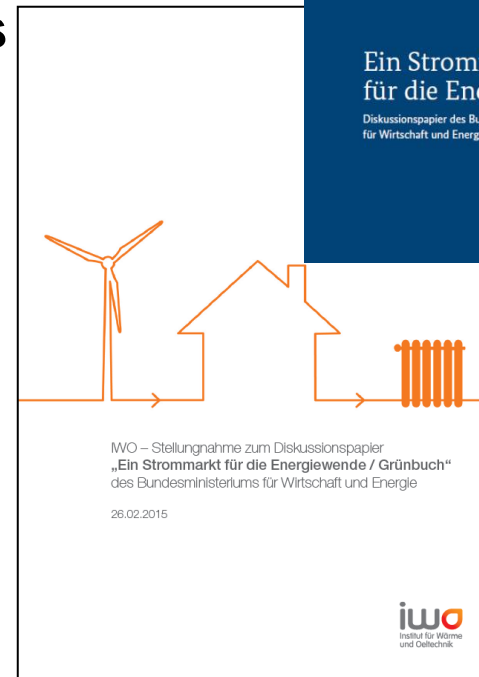 s
Ein Strom
für die Ene
Diskussionspapier des Bu
für Wirtschaft und Energ
IWO – Stellungnahme zum Diskussionspapier
„Ein Strommarkt für die Energiewende / Grünbuch“
des Bundesministeriums für Wirtschaft und Energie
26.02.2015
iwo
Institut für Wärme
und Oeltechnik